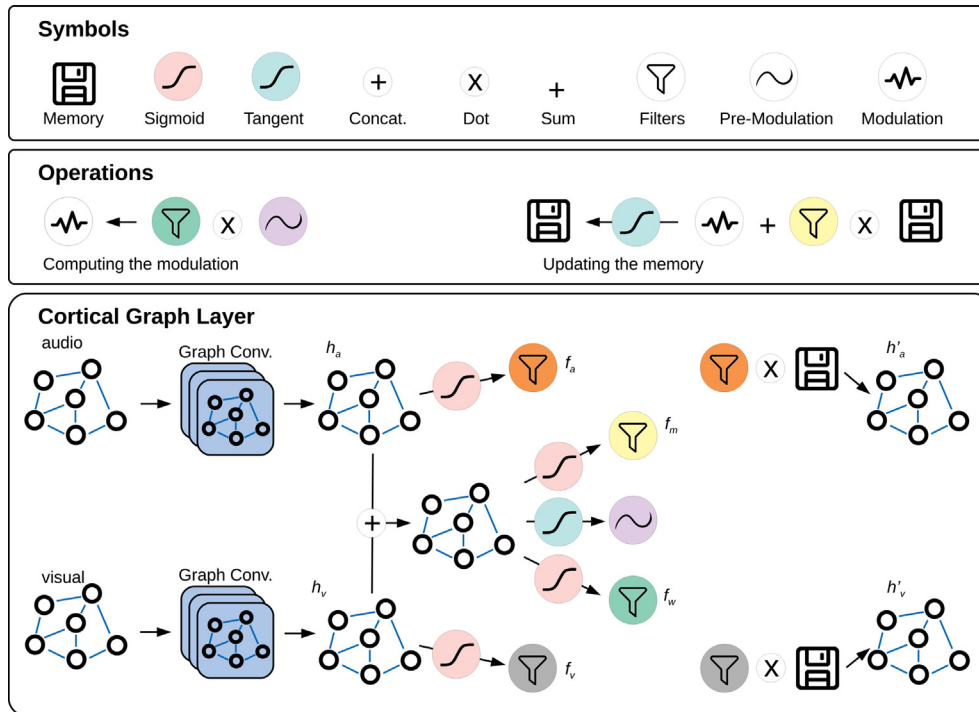 Symbols
Memory Sigmoid Tangent Concat. Dot Sum Filters Pre-Modulation Modulation
+ X +
Operations
X + X
Computing the modulation Updating the memory
Cortical Graph Layer
audio
Graph Conv. h_a f_a X h'_a
f_m
+
visual
Graph Conv. h_v f_w h'_v
f_v X